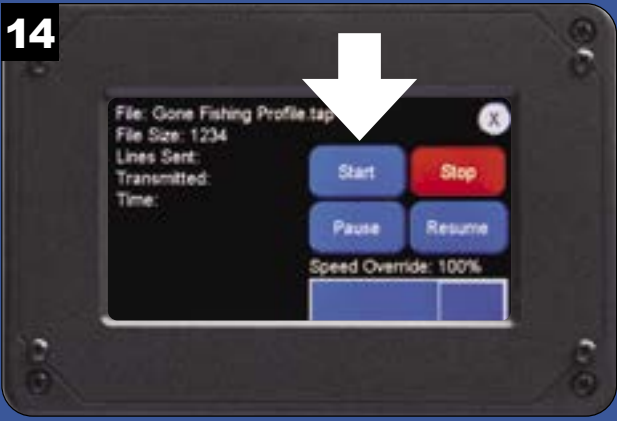 14
File: Gone Fishing Profile.tap
X
File Size: 1234
Lines Sent:
Transmitted:
Time:
Start
Stop
Pause
Resume
Speed Override: 100%